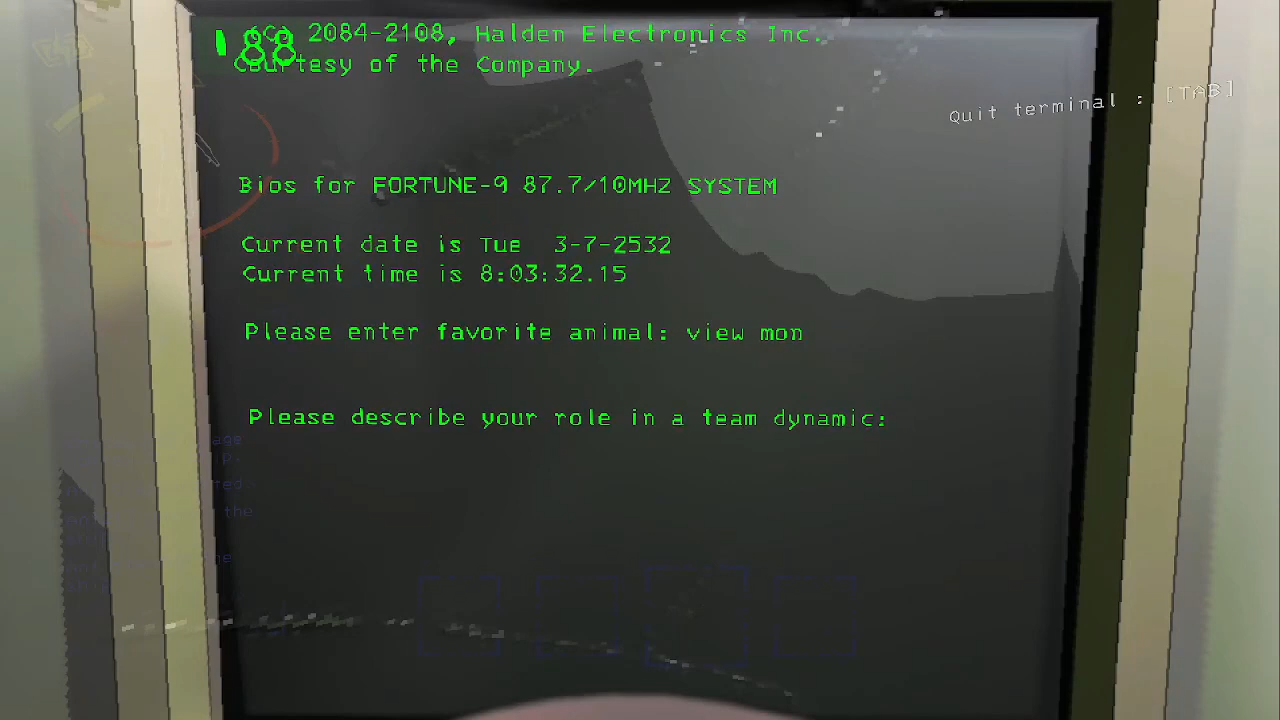 (C) 2084-2108, Halden Electronics Inc.
88
Courtesy of the Company.
Quit terminal : [TAB]
Bios for FORTUNE-9 87.7/10MHZ SYSTEM
Current date is Tue  3-7-2532
Current time is 8:03:32.15
Please enter favorite animal: view mon
Please describe your role in a team dynamic:
the